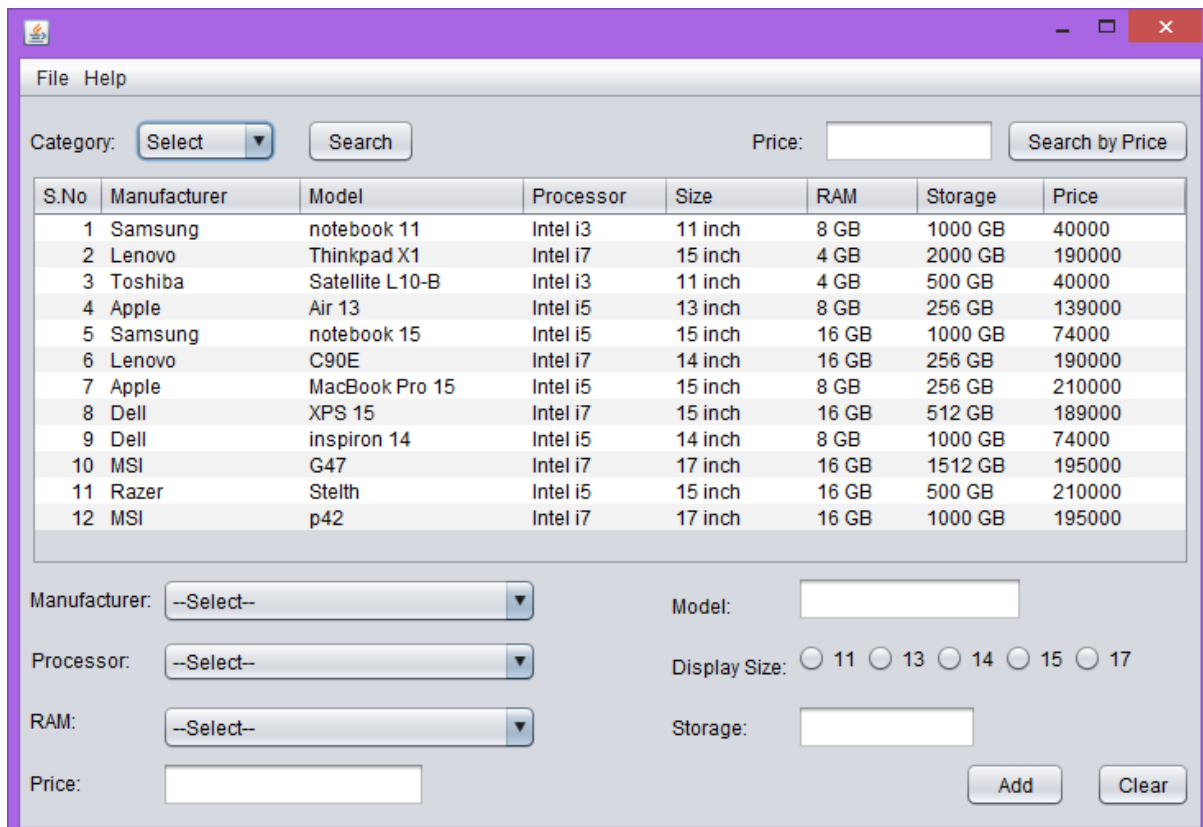 File Help
Category: Select Search Price: Search by Price
S.No Manufacturer Model Processor Size RAM Storage Price
1 Samsung notebook 11 Intel i3 11 inch 8 GB 1000 GB 40000
2 Lenovo Thinkpad X1 Intel i7 15 inch 4 GB 2000 GB 190000
3 Toshiba Satellite L10-B Intel i3 11 inch 4 GB 500 GB 40000
4 Apple Air 13 Intel i5 13 inch 8 GB 256 GB 139000
5 Samsung notebook 15 Intel i5 15 inch 16 GB 1000 GB 74000
6 Lenovo C90E Intel i7 14 inch 16 GB 256 GB 190000
7 Apple MacBook Pro 15 Intel i5 15 inch 8 GB 256 GB 210000
8 Dell XPS 15 Intel i7 15 inch 16 GB 512 GB 189000
9 Dell inspiron 14 Intel i5 14 inch 8 GB 1000 GB 74000
10 MSI G47 Intel i7 17 inch 16 GB 1512 GB 195000
11 Razer Stelth Intel i5 15 inch 16 GB 500 GB 210000
12 MSI p42 Intel i7 17 inch 16 GB 1000 GB 195000
Manufacturer: --Select-- Model:
Processor: --Select-- Display Size: 11 13 14 15 17
RAM: --Select-- Storage:
Price: Add Clear